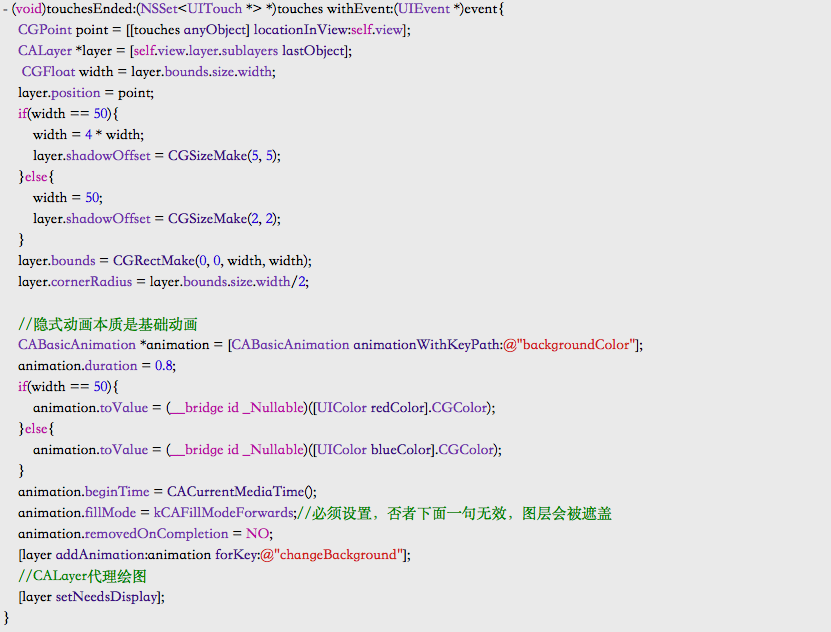 - (void)touchesEnded:(NSSet<UITouch *> *)touches withEvent:(UIEvent *)event{
CGPoint point = [[touches anyObject] locationInView:self.view];
CALayer *layer = [self.view.layer.sublayers lastObject];
CGFloat width = layer.bounds.size.width;
layer.position = point;
if(width == 50){
width = 4 * width;
layer.shadowOffset = CGSizeMake(5, 5);
}else{
width = 50;
layer.shadowOffset = CGSizeMake(2, 2);
}
layer.bounds = CGRectMake(0, 0, width, width);
layer.cornerRadius = layer.bounds.size.width/2;
//隐式动画本质是基础动画
CABasicAnimation *animation = [CABasicAnimation animationWithKeyPath:@"backgroundColor"];
animation.duration = 0.8;
if(width == 50){
animation.toValue = (__bridge id _Nullable)([UIColor redColor].CGColor);
}else{
animation.toValue = (__bridge id _Nullable)([UIColor blueColor].CGColor);
}
animation.beginTime = CACurrentMediaTime();
animation.fillMode = kCAFillModeForwards;//必须设置，否者下面一句无效，图层会被遮盖
animation.removedOnCompletion = NO;
[layer addAnimation:animation forKey:@"changeBackground"];
//CALayer代理绘图
[layer setNeedsDisplay];
}